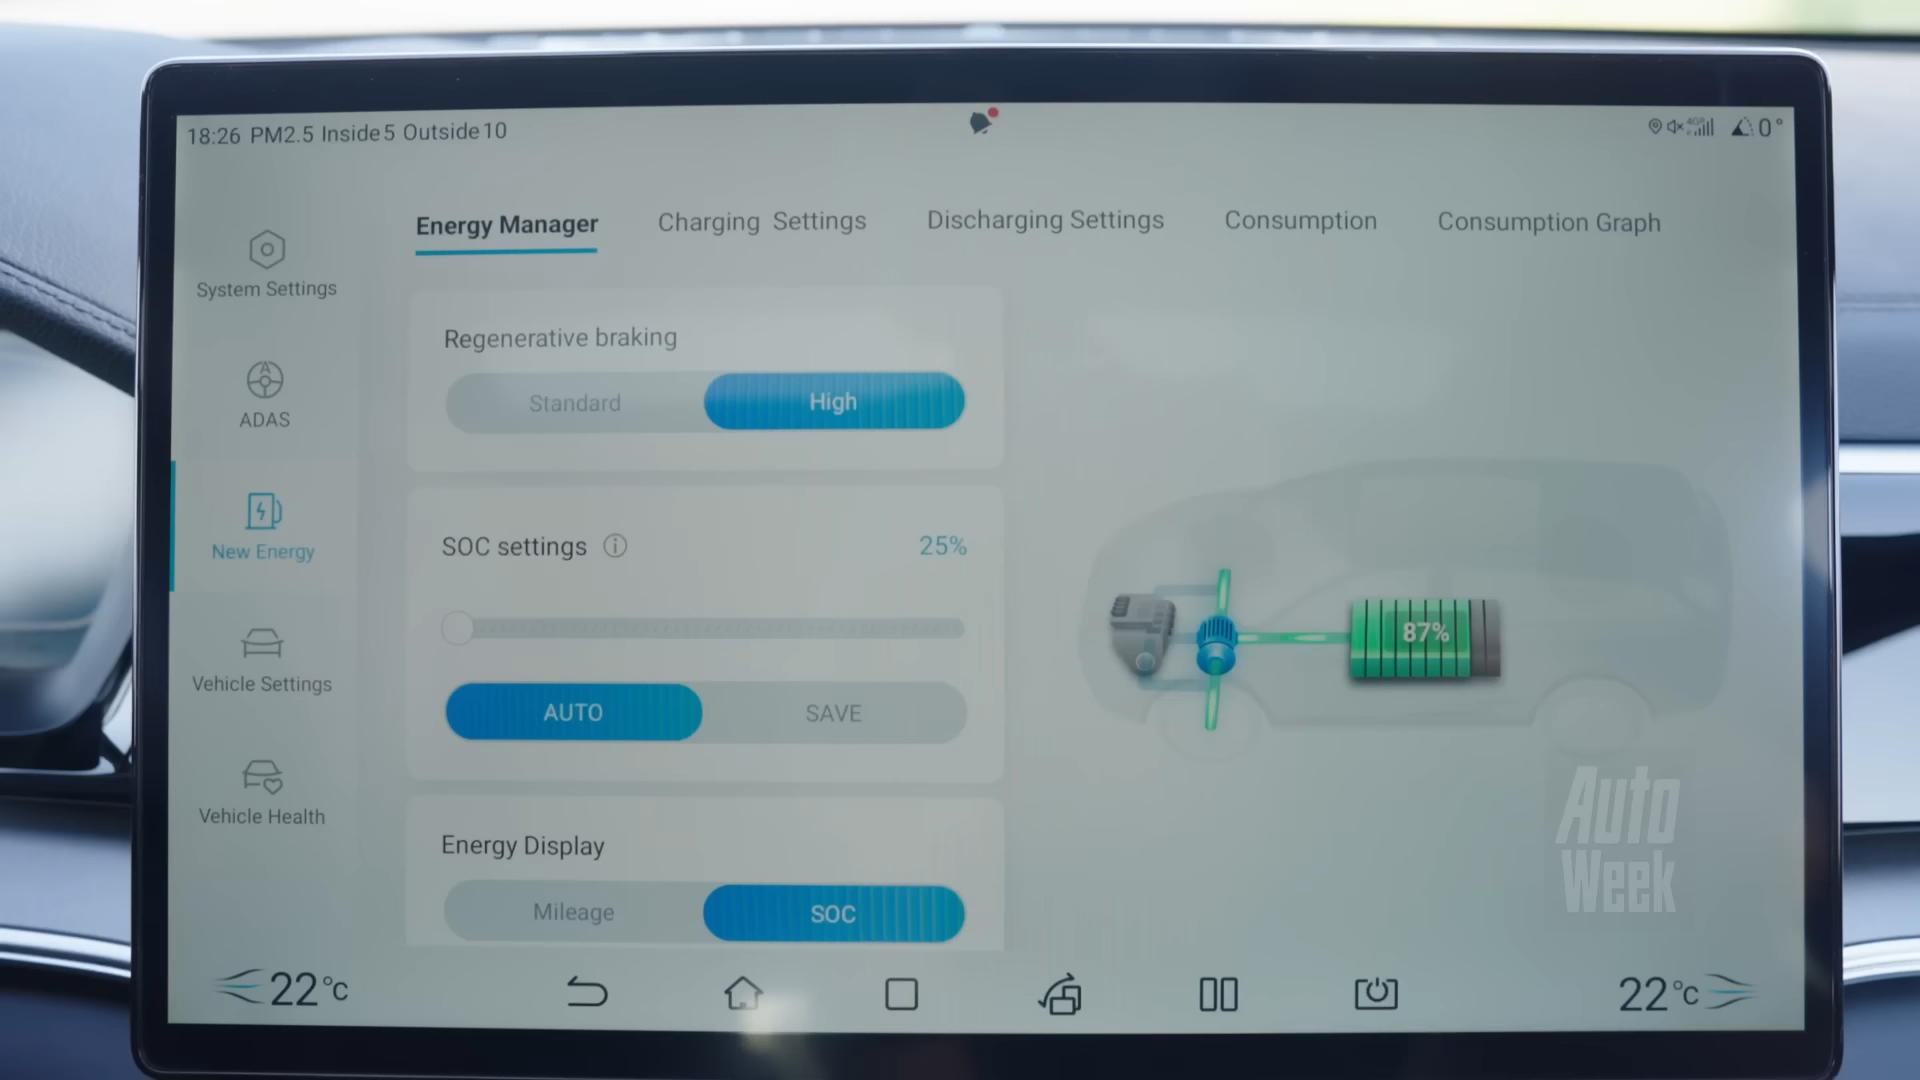 18:26 PM2.5 Inside 5 Outside 10
0°
Energy Manager
Charging Settings
Discharging Settings
Consumption
Consumption Graph
System Settings
ADAS
New Energy
Vehicle Settings
Vehicle Health
Regenerative braking
Standard
High
SOC settings
25%
AUTO
SAVE
Energy Display
Mileage
SOC
87%
Auto
Week
22°C
22°C